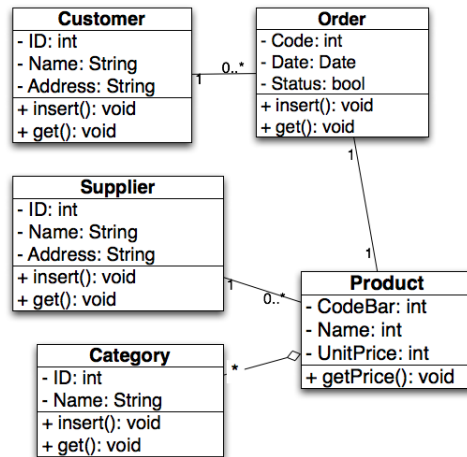 Customer
- ID: int
- Name: String
- Address: String
+ insert(): void
+ get(): void
1
0..*
Order
- Code: int
- Date: Date
- Status: bool
+ insert(): void
+ get(): void
1
1
Supplier
- ID: int
- Name: String
- Address: String
+ insert(): void
+ get(): void
1
0..*
Product
- CodeBar: int
- Name: int
- UnitPrice: int
+ getPrice(): void
Category
- ID: int
- Name: String
+ insert(): void
+ get(): void
*